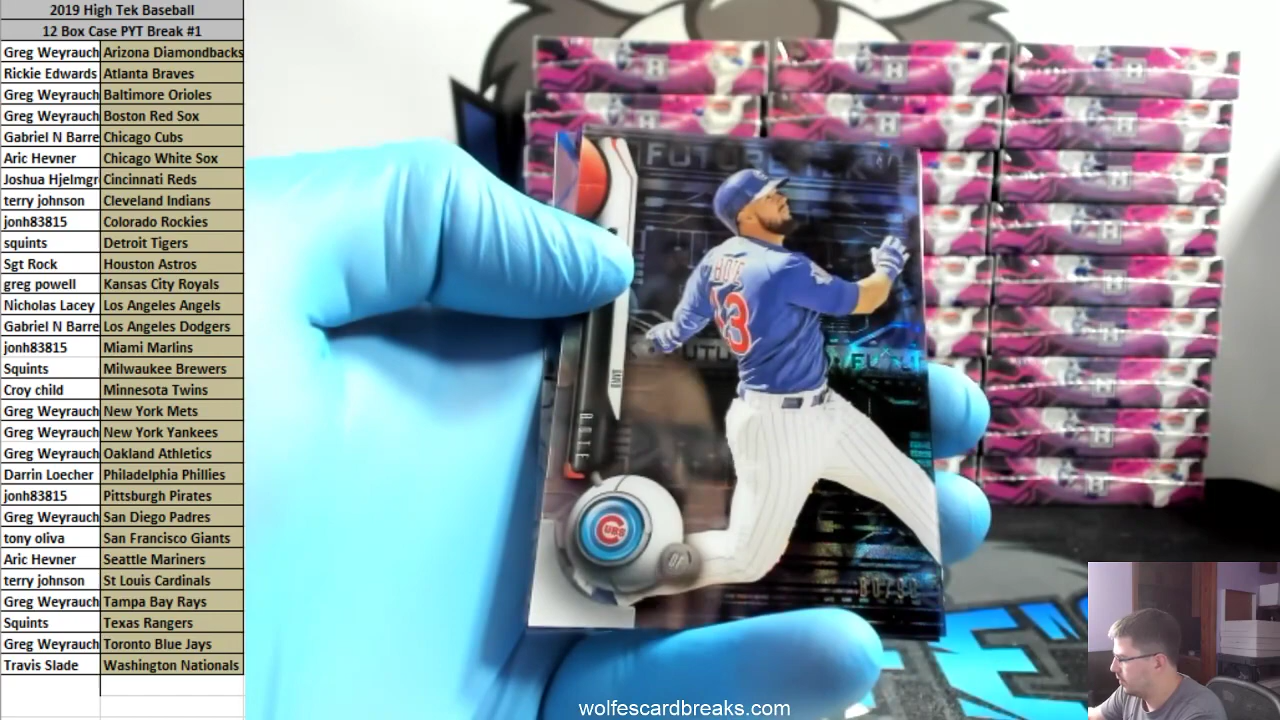 2019 High Tek Baseball
12 Box Case PYT Break #1
Greg Weyrauch Arizona Diamondbacks
Rickie Edwards Atlanta Braves
Greg Weyrauch Baltimore Orioles
Greg Weyrauch Boston Red Sox
Gabriel N Barre Chicago Cubs
Aric Hevner Chicago White Sox
Joshua Hjelmgr Cincinnati Reds
terry johnson Cleveland Indians
jonh83815 Colorado Rockies
squints Detroit Tigers
Sgt Rock Houston Astros
greg powell Kansas City Royals
Nicholas Lacey Los Angeles Angels
Gabriel N Barre Los Angeles Dodgers
jonh83815 Miami Marlins
Squints Milwaukee Brewers
Croy child Minnesota Twins
Greg Weyrauch New York Mets
Greg Weyrauch New York Yankees
Greg Weyrauch Oakland Athletics
Darrin Loecher Philadelphia Phillies
jonh83815 Pittsburgh Pirates
Greg Weyrauch San Diego Padres
tony oliva San Francisco Giants
Aric Hevner Seattle Mariners
terry johnson St Louis Cardinals
Greg Weyrauch Tampa Bay Rays
Squints Texas Rangers
Greg Weyrauch Toronto Blue Jays
Travis Slade Washington Nationals
BOTE
13
BOTE
CUBS
wolfescardbreaks.com